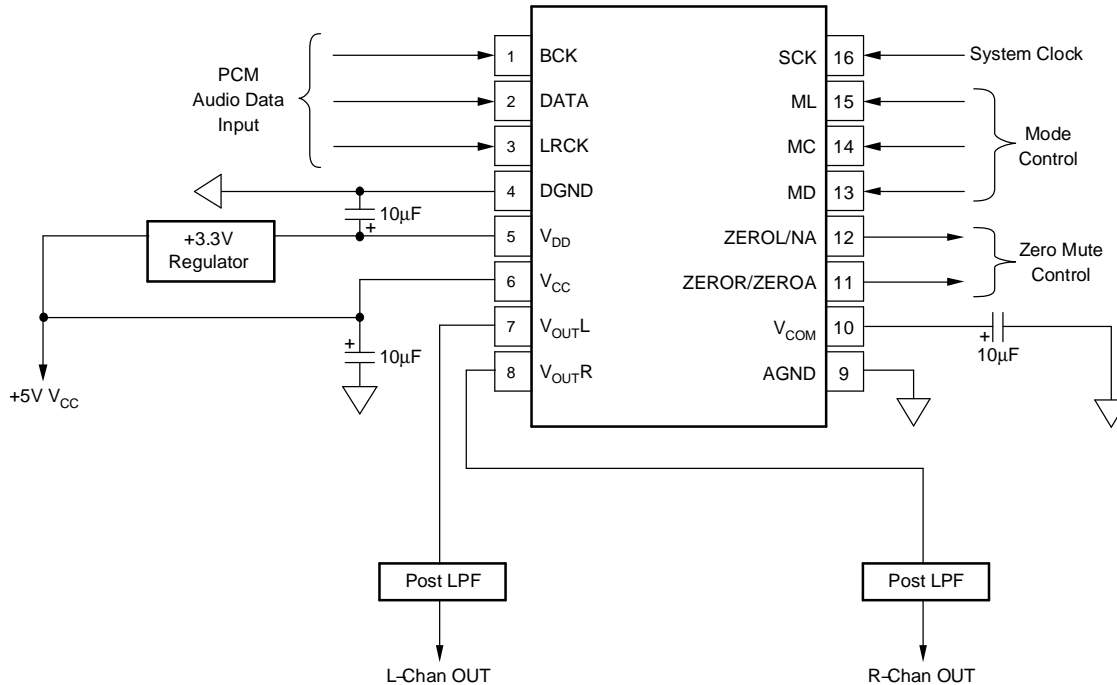 PCM
Audio Data
Input
1 BCK
2 DATA
3 LRCK
4 DGND
5 VDD
6 VCC
7 VOUTL
8 VOUTR
SCK 16
ML 15
MC 14
MD 13
ZEROL/NA 12
ZEROR/ZEROA 11
VCOM 10
AGND 9
System Clock
Mode
Control
Zero Mute
Control
10μF
+
+3.3V
Regulator
+
10μF
+5V VCC
+
10μF
Post LPF
Post LPF
L–Chan OUT
R–Chan OUT